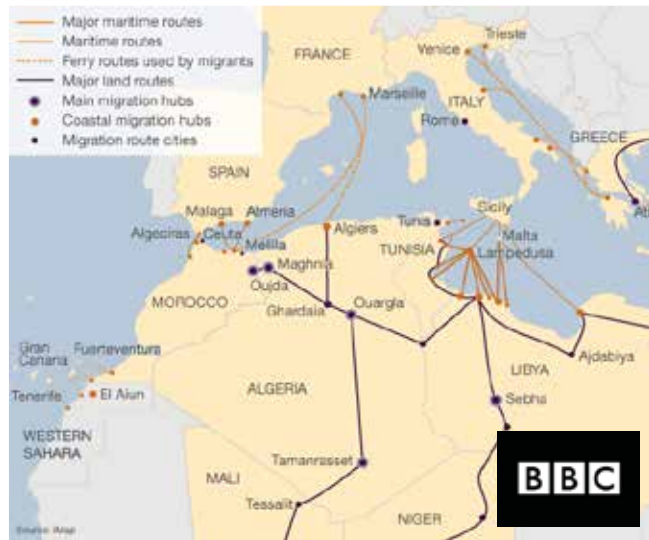 Major maritime routes
Maritime routes
Ferry routes used by migrants
Major land routes
Main migration hubs
Coastal migration hubs
Migration route cities
Trieste
FRANCE
Venice
Marseille
ITALY
Rome
GREECE
SPAIN
Malaga
Almeria
Sicily
Algeciras
Ceuta
Algiers
Tunis
Malta
Melilla
TUNISIA
Lampedusa
Maghnia
Oujda
MOROCCO
Ghardaia
Ouargla
Gran
Canaria
Fuerteventura
Ajdabiya
LIBYA
ALGERIA
El Aiun
Tenerife
Sebha
WESTERN
SAHARA
Tamanrasset
MALI
BBC
Tessalit
NIGER